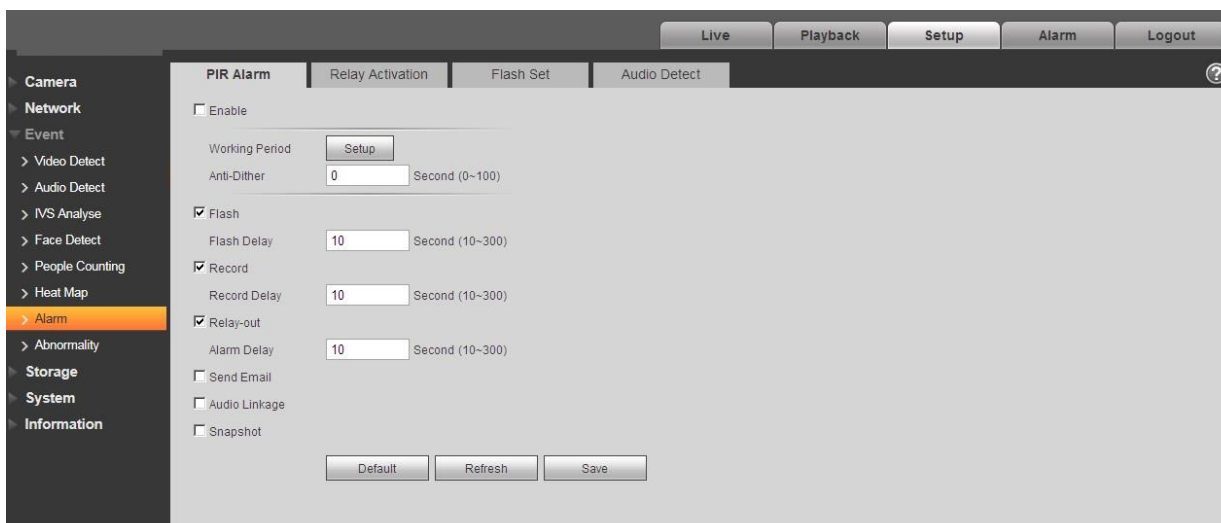 Live Playback Setup Alarm Logout
PIR Alarm Relay Activation Flash Set Audio Detect ?
Camera
Network
Event
> Video Detect
> Audio Detect
> IVS Analyse
> Face Detect
> People Counting
> Heat Map
> Alarm
> Abnormality
Storage
System
Information
Enable
Working Period Setup
Anti-Dither 0 Second (0~100)
Flash
Flash Delay 10 Second (10~300)
Record
Record Delay 10 Second (10~300)
Relay-out
Alarm Delay 10 Second (10~300)
Send Email
Audio Linkage
Snapshot
Default Refresh Save